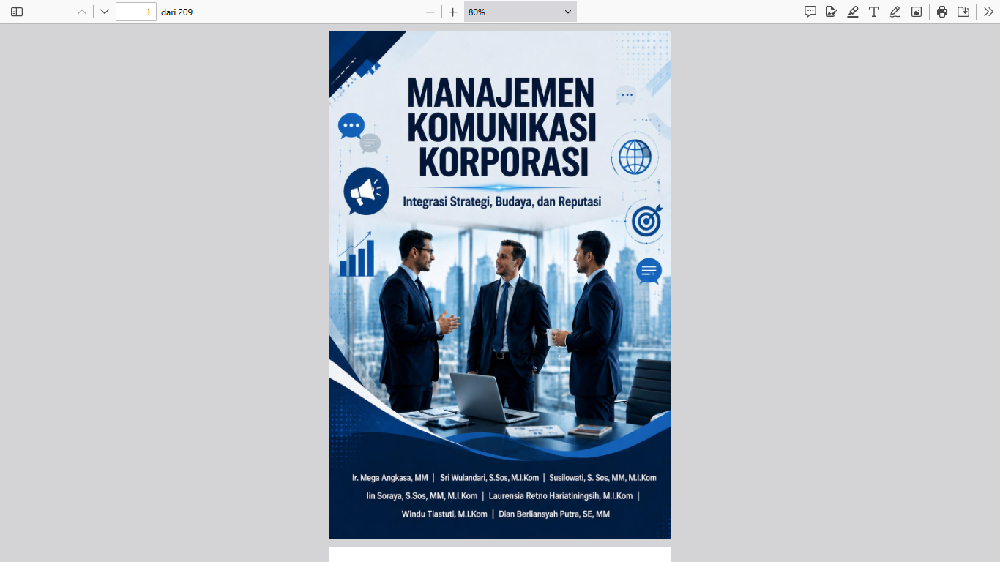 1 dari 209
80%
MANAJEMEN
KOMUNIKASI
KORPORASI
Integrasi Strategi, Budaya, dan Reputasi
Ir. Mega Angkasa, MM | Sri Wulandari, S.Sos, M.I.Kom | Susilowati, S. Sos, MM, M.I.Kom
Iin Soraya, S.Sos, MM, M.I.Kom | Laurensia Retno Hariatiningsih, M.I.Kom |
Windu Tiastuti, M.I.Kom | Dian Berliansyah Putra, SE, MM